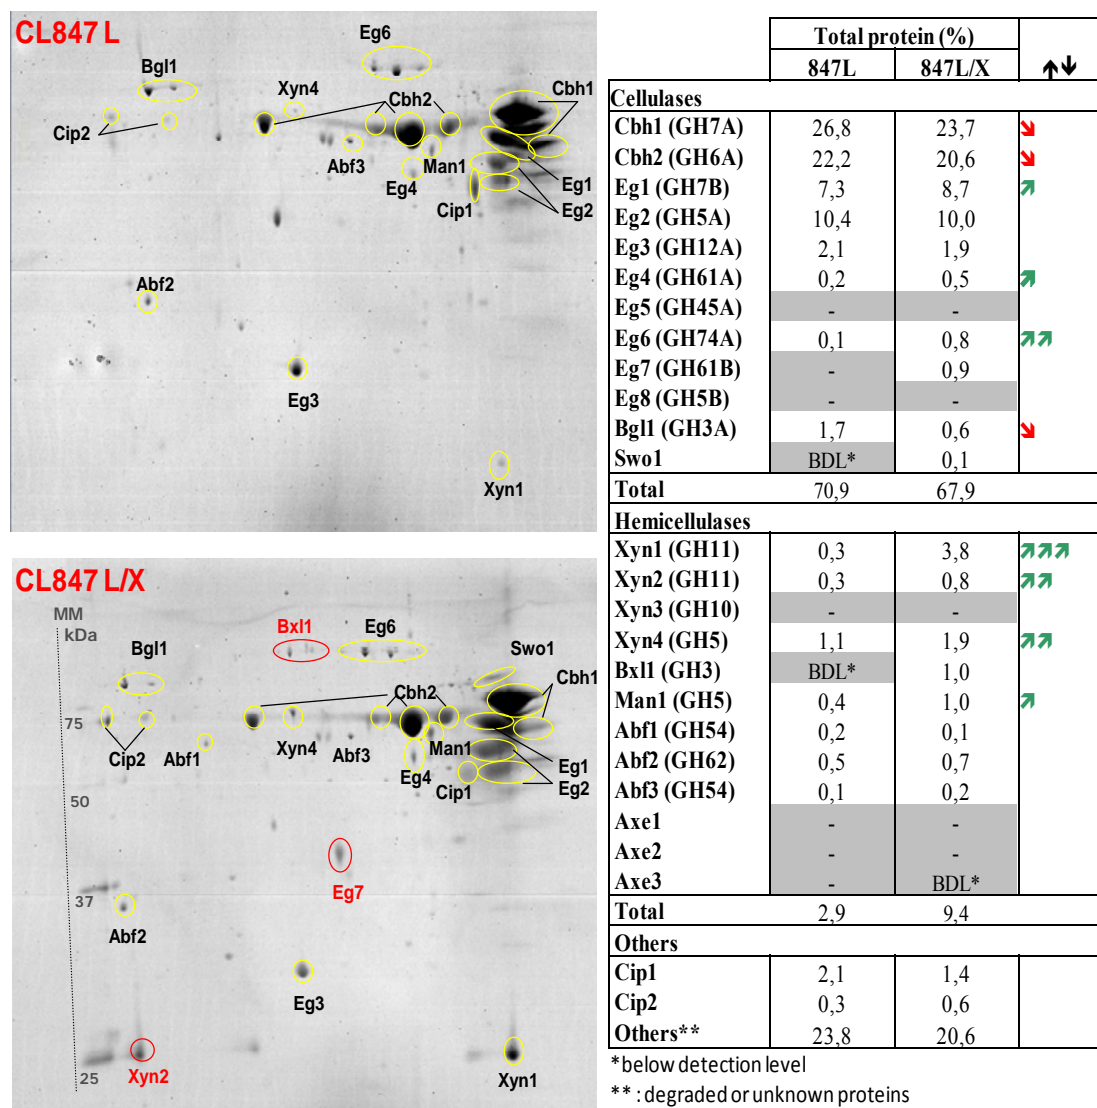 CL847 L
Eg6
Bgl1
Xyn4
Cbh2
Cbh1
Cip2
Abf3
Man1
Eg4
Eg1
Cip1
Eg2
Abf2
Eg3
Xyn1
CL847 L/X
MM
kDa
Bxl1
Eg6
Bgl1
Swo1
Cbh1
Cbh2
75
Xyn4
Abf3
Man1
Cip2
Abf1
Eg4
Eg1
Cip1
Eg2
50
Eg7
37
Abf2
Eg3
25
Xyn2
Xyn1
Total protein (%)
847L 847L/X ↑↓
Cellulases
Cbh1 (GH7A) 26,8 23,7 ↘
Cbh2 (GH6A) 22,2 20,6 ↘
Eg1 (GH7B) 7,3 8,7 ↗
Eg2 (GH5A) 10,4 10,0
Eg3 (GH12A) 2,1 1,9
Eg4 (GH61A) 0,2 0,5 ↗
Eg5 (GH45A) - -
Eg6 (GH74A) 0,1 0,8 ↗↗
Eg7 (GH61B) - 0,9
Eg8 (GH5B) - -
Bgl1 (GH3A) 1,7 0,6 ↘
Swo1 BDL* 0,1
Total 70,9 67,9
Hemicellulases
Xyn1 (GH11) 0,3 3,8 ↗↗↗
Xyn2 (GH11) 0,3 0,8 ↗↗
Xyn3 (GH10) - -
Xyn4 (GH5) 1,1 1,9 ↗↗
Bxl1 (GH3) BDL* 1,0
Man1 (GH5) 0,4 1,0 ↗
Abf1 (GH54) 0,2 0,1
Abf2 (GH62) 0,5 0,7
Abf3 (GH54) 0,1 0,2
Axe1 - -
Axe2 - -
Axe3 - BDL*
Total 2,9 9,4
Others
Cip1 2,1 1,4
Cip2 0,3 0,6
Others** 23,8 20,6
*below detection level
** : degraded or unknown proteins